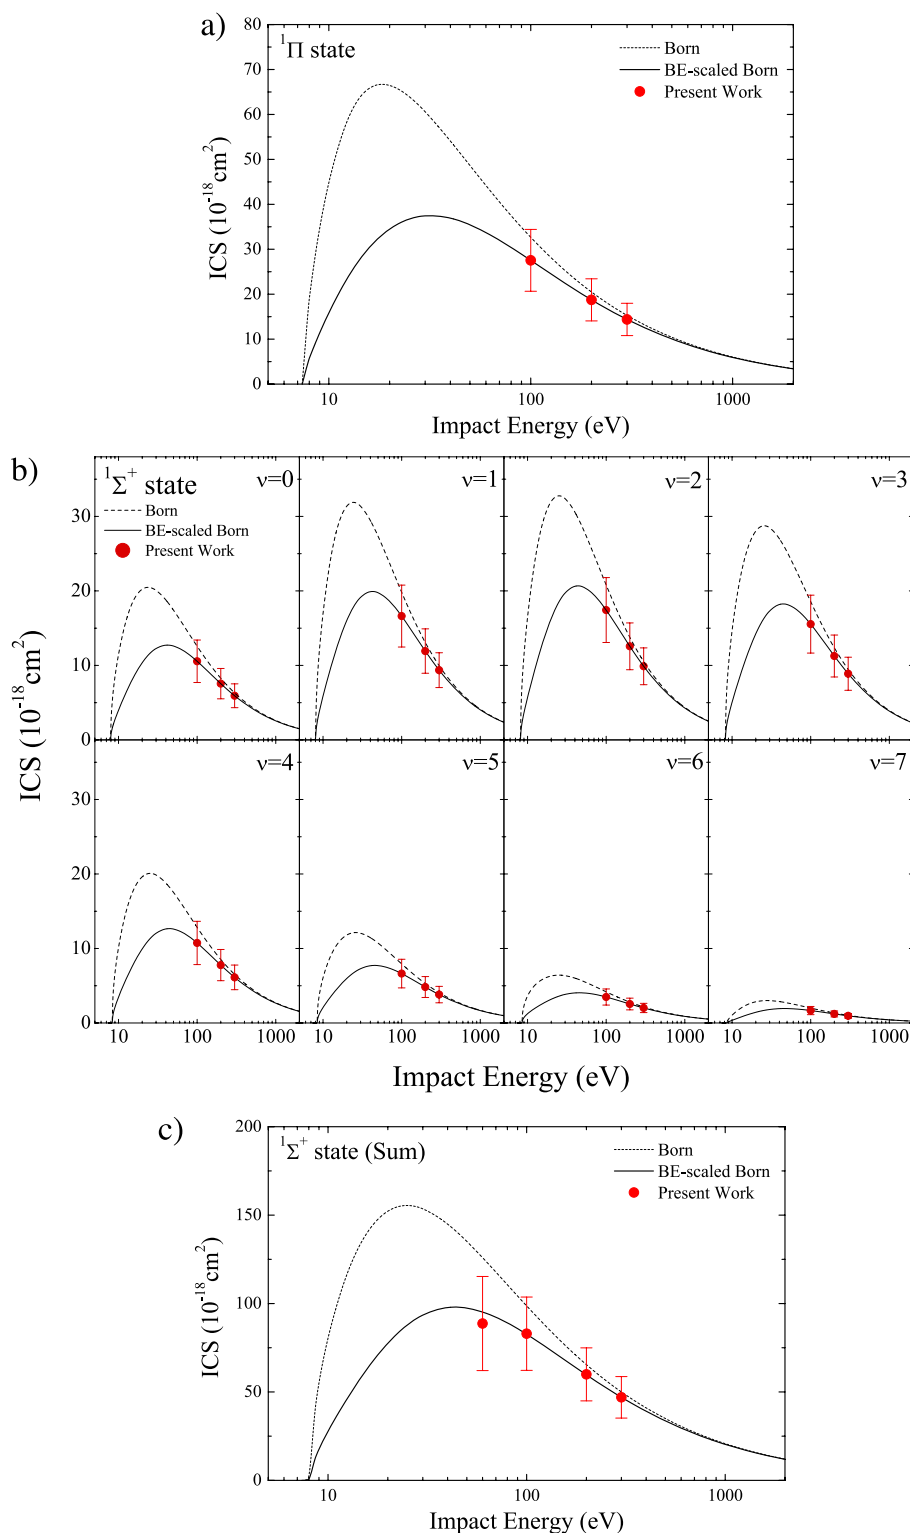 a)
¹Π state
Born
BE-scaled Born
Present Work
80
70
60
50
40
30
20
10
0
ICS (10⁻¹⁸cm²)
10 100 1000
Impact Energy (eV)
b)
¹Σ⁺ state
Born
BE-scaled Born
Present Work
ν=0 ν=1 ν=2 ν=3
30
20
10
0
ν=4 ν=5 ν=6 ν=7
30
20
10
0
ICS (10⁻¹⁸cm²)
10 100 1000 10 100 1000 10 100 1000 10 100 1000
Impact Energy (eV)
c)
¹Σ⁺ state (Sum)
Born
BE-scaled Born
Present Work
200
150
100
50
0
ICS (10⁻¹⁸cm²)
10 100 1000
Impact Energy (eV)